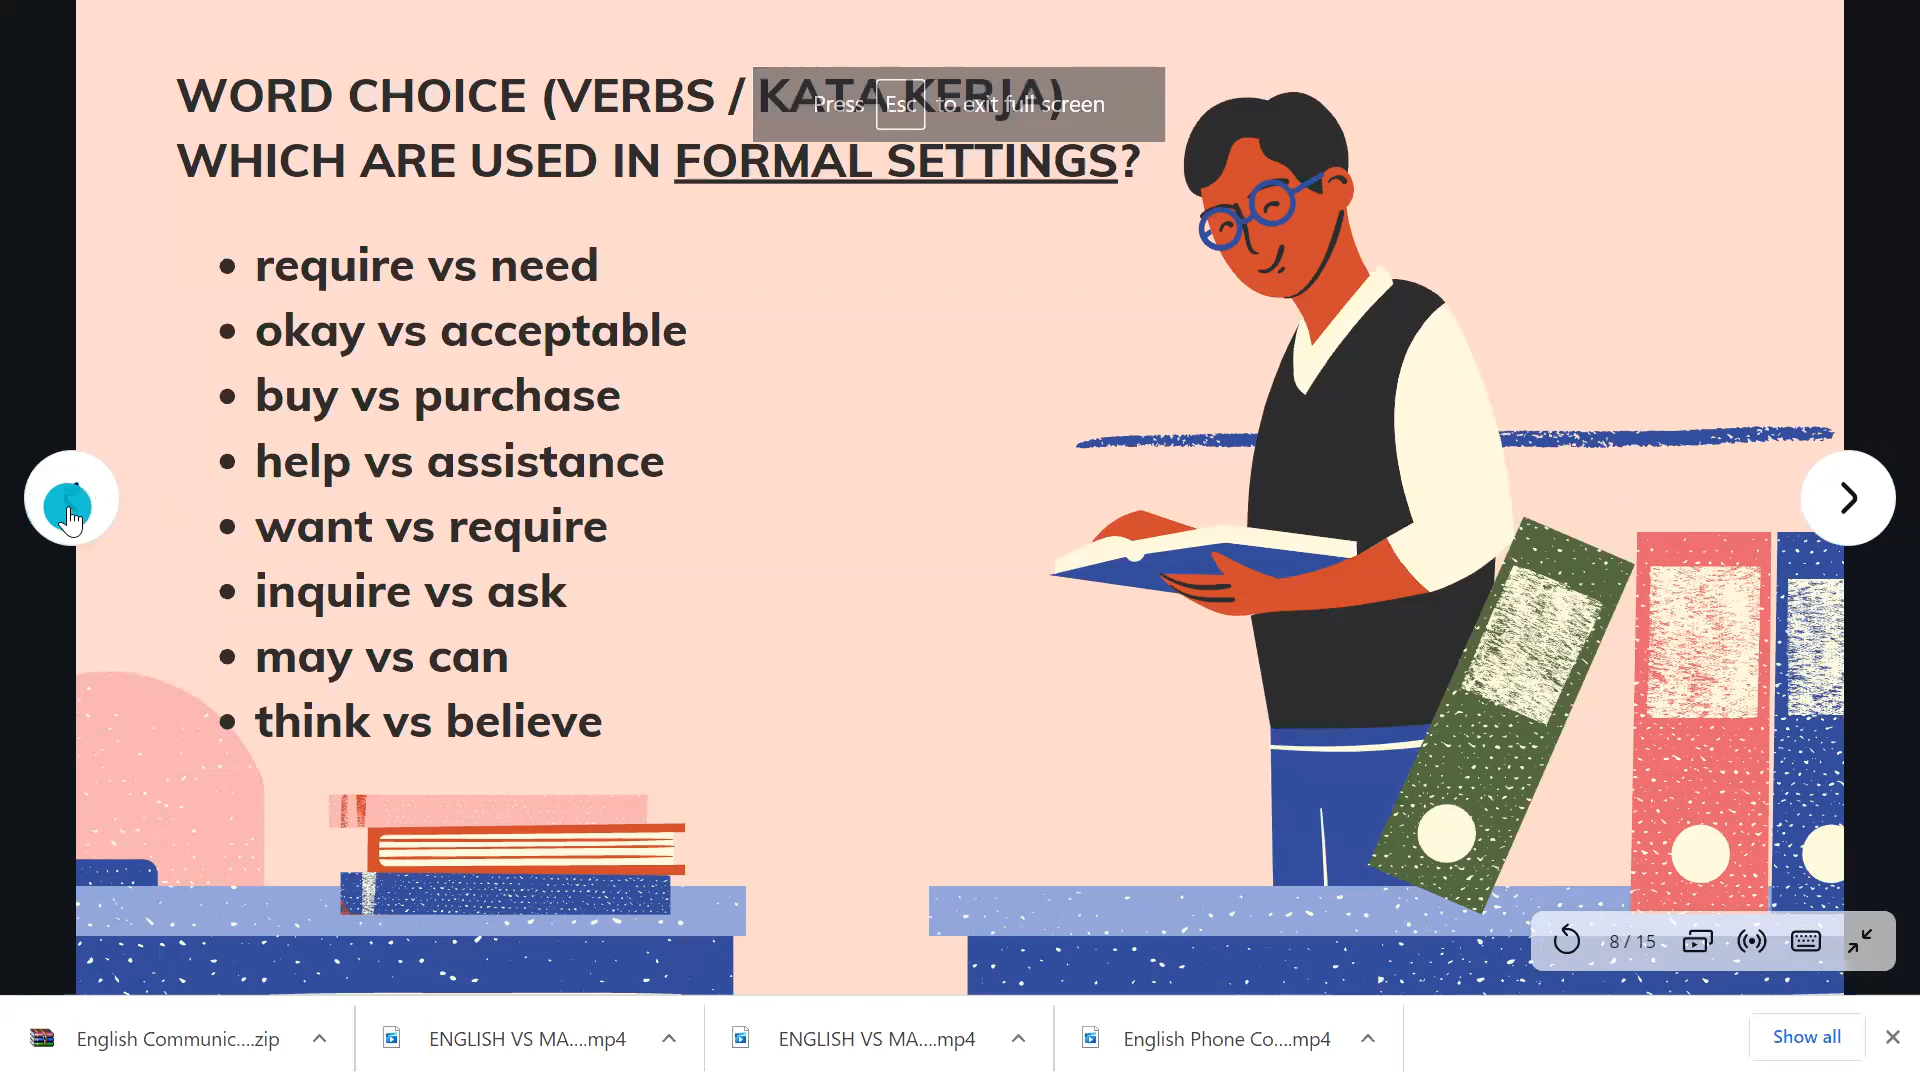 WORD CHOICE (VERBS / KATA KERJA)
Press Esc to exit full screen
WHICH ARE USED IN FORMAL SETTINGS?
• require vs need
• okay vs acceptable
• buy vs purchase
• help vs assistance
• want vs require
• inquire vs ask
• may vs can
• think vs believe
8 / 15
English Communic....zip
ENGLISH VS MA....mp4
ENGLISH VS MA....mp4
English Phone Co....mp4
Show all